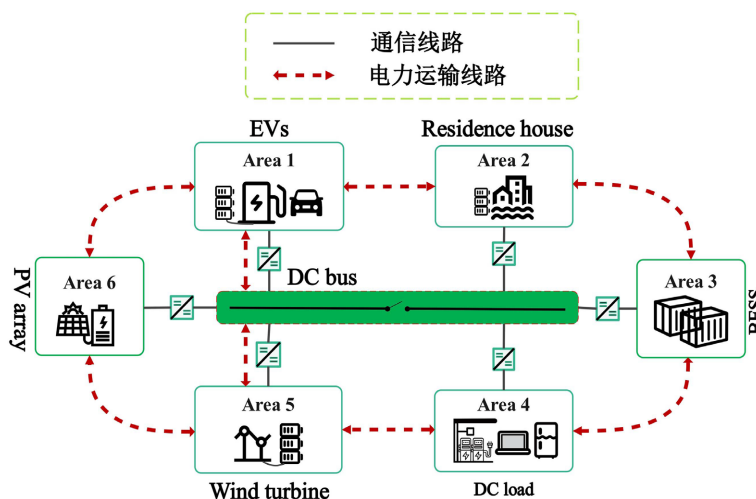 通信线路
电力运输线路
EVs
Residence house
Area 1
Area 2
Area 6
PV array
DC bus
Area 3
BESS
Area 5
Area 4
Wind turbine
DC load